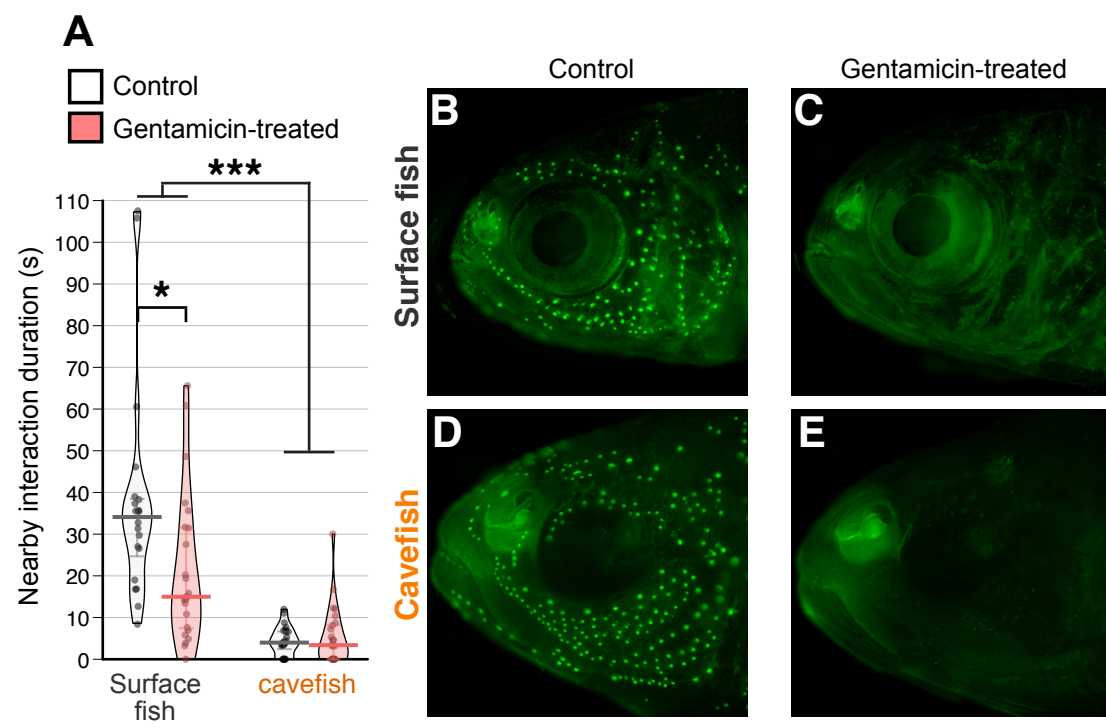 A
Control
Gentamicin-treated
***
*
Nearby interaction duration (s)
110
100
90
80
70
60
50
40
30
20
10
0
Surface
fish
cavefish
Control
Gentamicin-treated
Surface fish
B
C
Cavefish
D
E